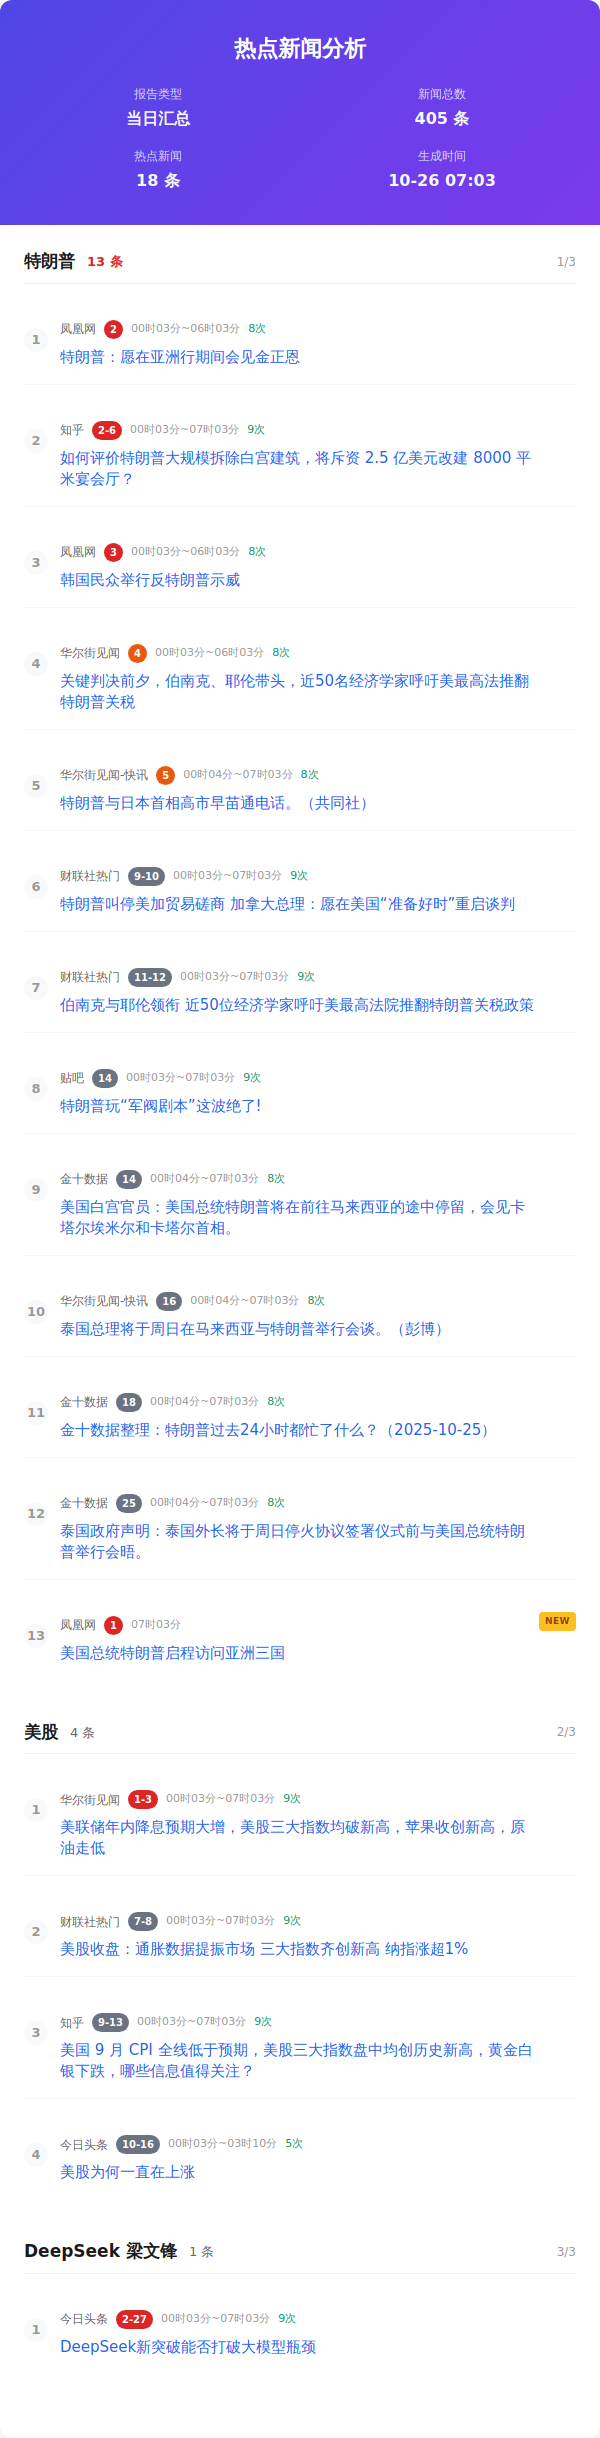 热点新闻分析
报告类型
新闻总数
当日汇总
405 条
热点新闻
生成时间
18 条
10-26 07:03
特朗普 13 条 1/3
1 凤凰网 2 00时03分~06时03分 8次
特朗普：愿在亚洲行期间会见金正恩
2 知乎 2-6 00时03分~07时03分 9次
如何评价特朗普大规模拆除白宫建筑，将斥资 2.5 亿美元改建 8000 平
米宴会厅？
3 凤凰网 3 00时03分~06时03分 8次
韩国民众举行反特朗普示威
4 华尔街见闻 4 00时03分~06时03分 8次
关键判决前夕，伯南克、耶伦带头，近50名经济学家呼吁美最高法推翻
特朗普关税
5 华尔街见闻-快讯 5 00时04分~07时03分 8次
特朗普与日本首相高市早苗通电话。（共同社）
6 财联社热门 9-10 00时03分~07时03分 9次
特朗普叫停美加贸易磋商 加拿大总理：愿在美国“准备好时”重启谈判
7 财联社热门 11-12 00时03分~07时03分 9次
伯南克与耶伦领衔 近50位经济学家呼吁美最高法院推翻特朗普关税政策
8 贴吧 14 00时03分~07时03分 9次
特朗普玩“军阀剧本”这波绝了!
9 金十数据 14 00时04分~07时03分 8次
美国白宫官员：美国总统特朗普将在前往马来西亚的途中停留，会见卡
塔尔埃米尔和卡塔尔首相。
10 华尔街见闻-快讯 16 00时04分~07时03分 8次
泰国总理将于周日在马来西亚与特朗普举行会谈。（彭博）
11 金十数据 18 00时04分~07时03分 8次
金十数据整理：特朗普过去24小时都忙了什么？（2025-10-25）
12 金十数据 25 00时04分~07时03分 8次
泰国政府声明：泰国外长将于周日停火协议签署仪式前与美国总统特朗
普举行会晤。
13 凤凰网 1 07时03分 NEW
美国总统特朗普启程访问亚洲三国
美股 4 条 2/3
1 华尔街见闻 1-3 00时03分~07时03分 9次
美联储年内降息预期大增，美股三大指数均破新高，苹果收创新高，原
油走低
2 财联社热门 7-8 00时03分~07时03分 9次
美股收盘：通胀数据提振市场 三大指数齐创新高 纳指涨超1%
3 知乎 9-13 00时03分~07时03分 9次
美国 9 月 CPI 全线低于预期，美股三大指数盘中均创历史新高，黄金白
银下跌，哪些信息值得关注？
4 今日头条 10-16 00时03分~03时10分 5次
美股为何一直在上涨
DeepSeek 梁文锋 1 条 3/3
1 今日头条 2-27 00时03分~07时03分 9次
DeepSeek新突破能否打破大模型瓶颈